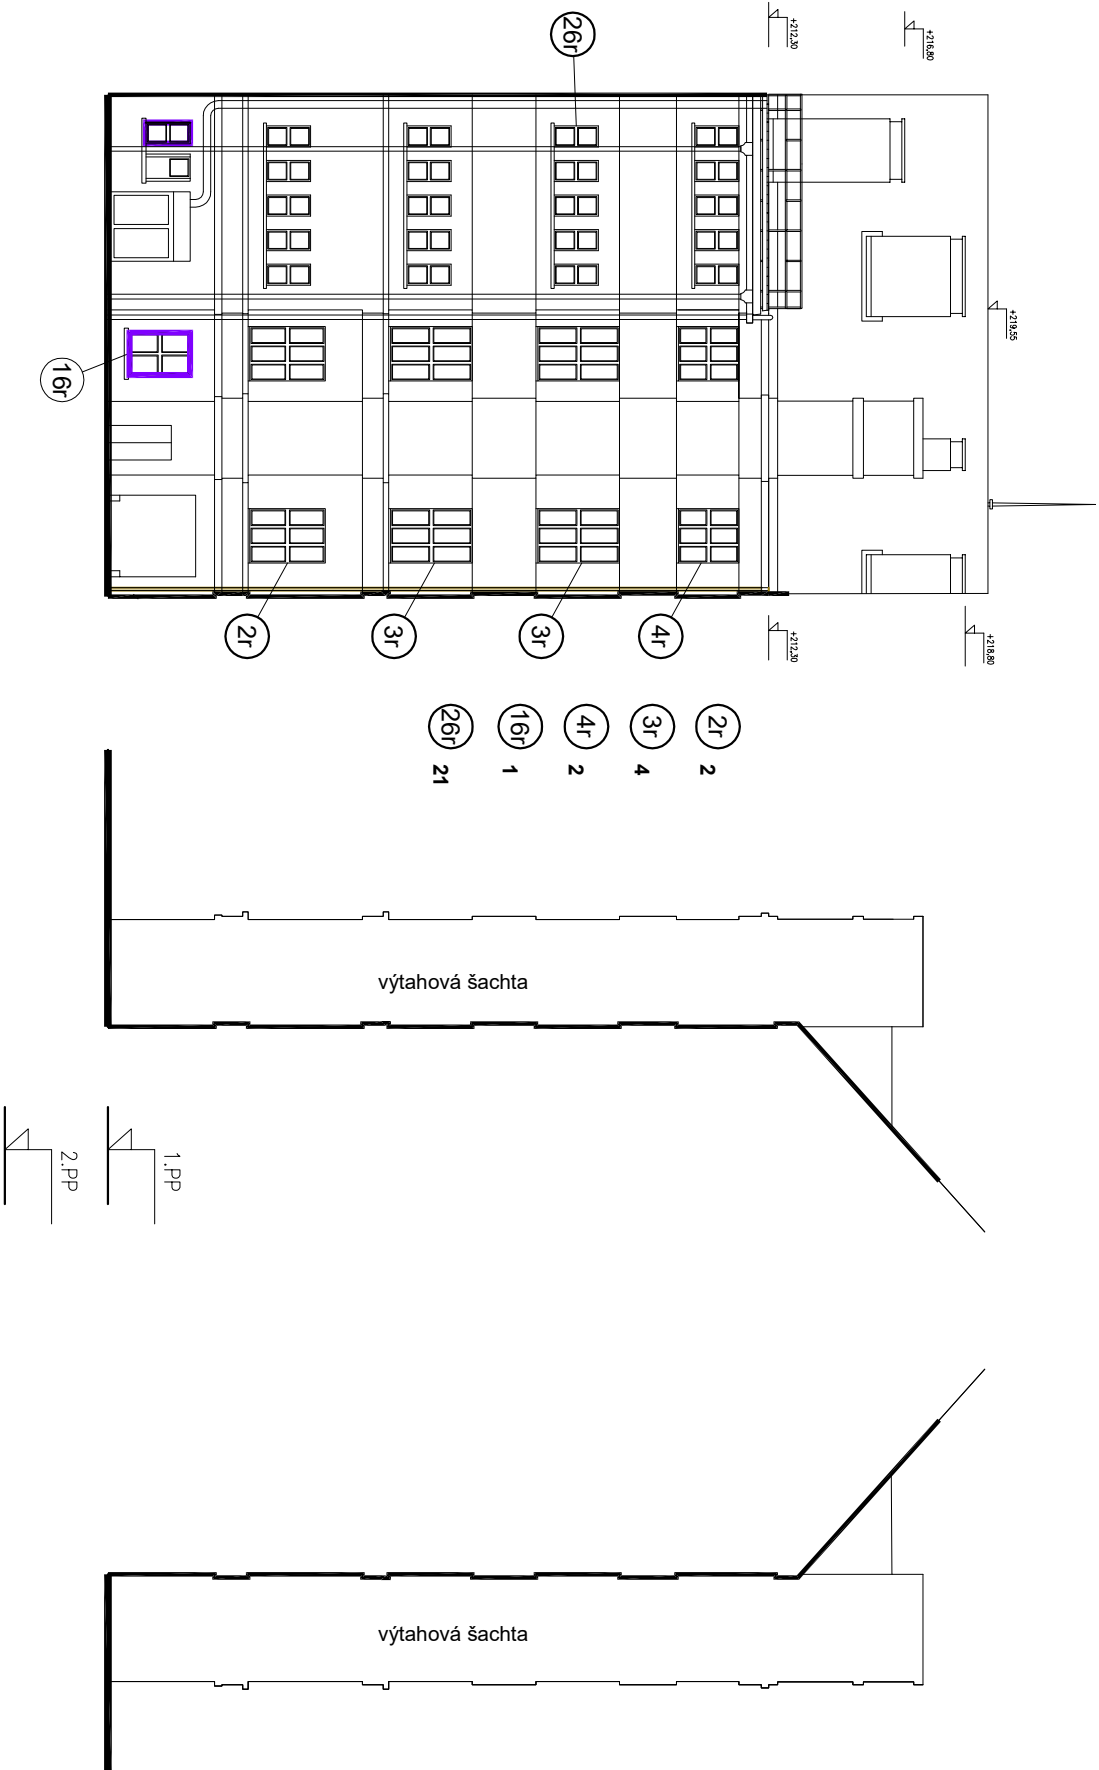 +212,30
+216,80
26r
+219,55
16r
2r
3r
3r
4r
+212,30
+218,80
2r 2
3r 4
4r 2
16r 1
26r 21
výtahová šachta
1.PP
2.PP
výtahová šachta